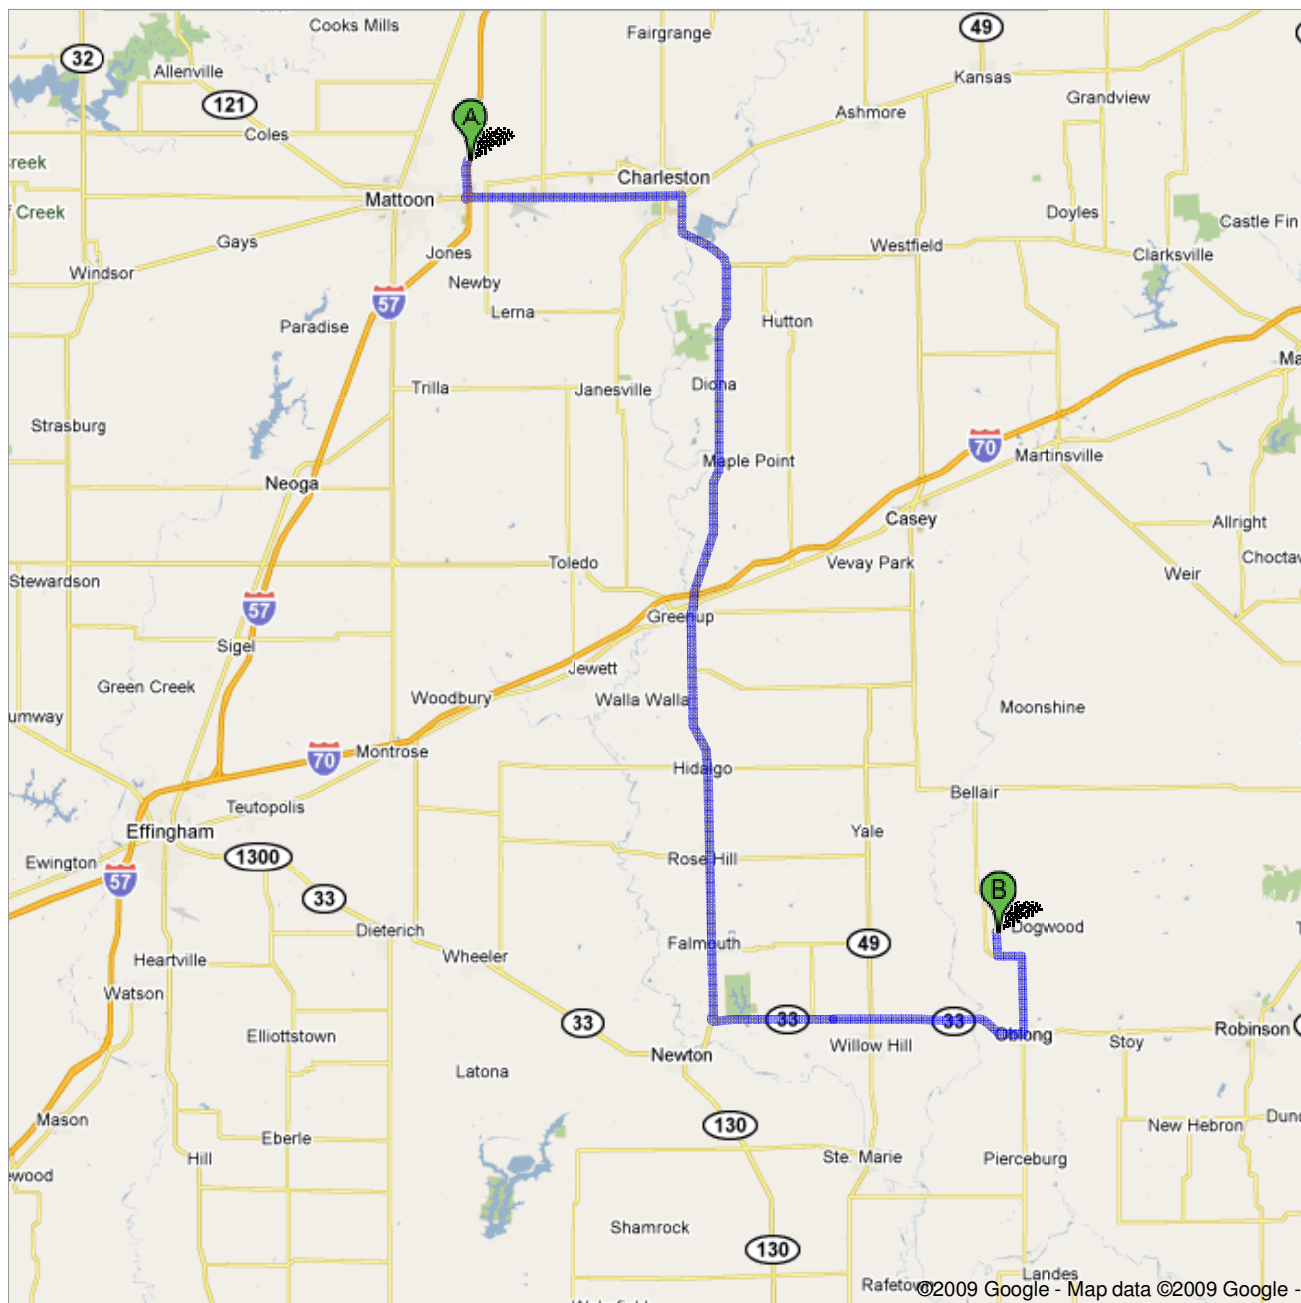 Cooks Mills
Fairgrange
49
32
Allenville
Kansas
121
Grandview
A
Ashmore
Coles
reek
Charleston
Mattoon
f Creek
Doyles
Castle Fin
Gays
Jones
Westfield
Clarksville
Windsor
Newby
57
Lerna
Paradise
Hutton
Ma
Trilla
Janesville
Diona
Strasburg
70
Maple Point
Martinsville
Neoga
Casey
Allright
Toledo
Vevay Park
Choctaw
Stewardson
Weir
57
Greenup
Sigel
Jewett
Green Creek
Woodbury
Walla Walla
Moonshine
umway
70
Montrose
Hidalgo
Bellair
Teutopolis
Effingham
Yale
Ewington
1300
Rose Hill
57
33
B
Dieterich
Dogwood
Falmouth
49
Heartville
Wheeler
Watson
33
33
33
Elliottstown
Oblong
Robinson
Newton
Willow Hill
Stoy
Latona
Mason
130
New Hebron
Dunc
Eberle
Hill
Ste. Marie
Pierceburg
ewood
Shamrock
130
Landes
Rafetown
©2009 Google - Map data ©2009 Google -